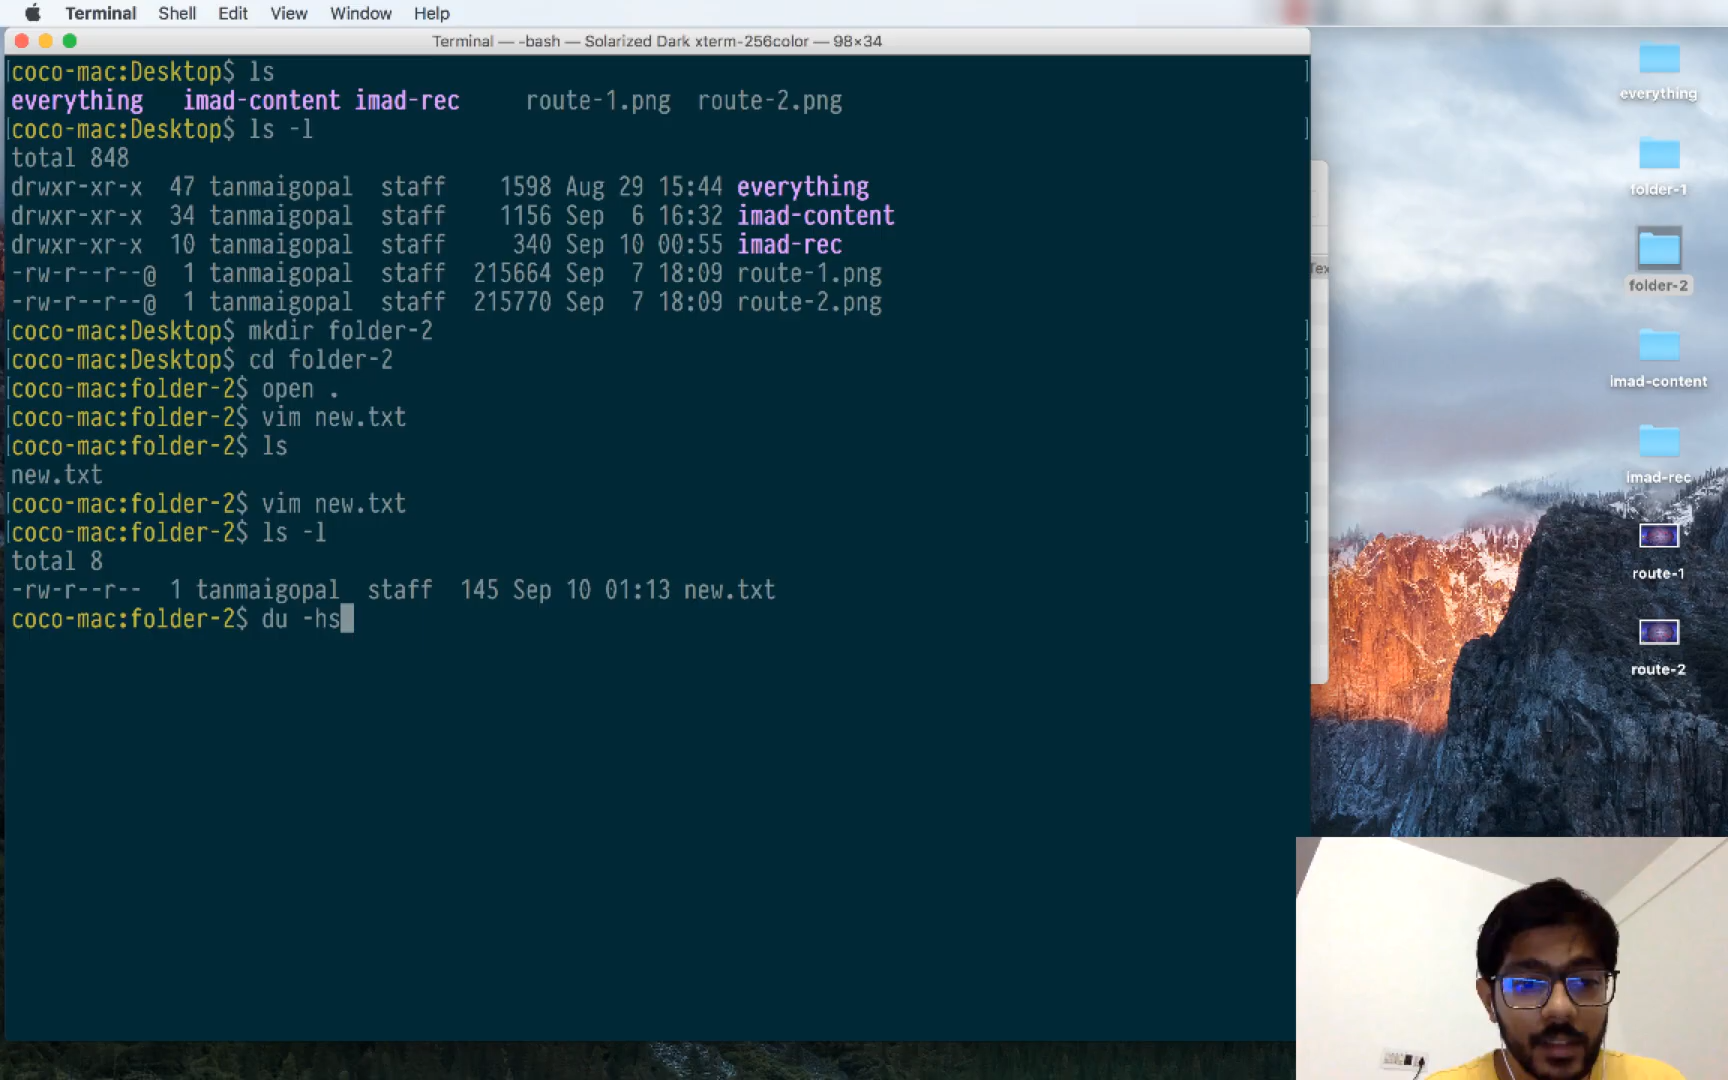 Terminal Shell Edit View Window Help
Terminal — -bash — Solarized Dark xterm-256color — 98×34
coco-mac:Desktop$ ls
everything imad-content imad-rec route-1.png route-2.png
coco-mac:Desktop$ ls -l
total 848
drwxr-xr-x 47 tanmaigopal staff 1598 Aug 29 15:44 everything
drwxr-xr-x 34 tanmaigopal staff 1156 Sep 6 16:32 imad-content
drwxr-xr-x 10 tanmaigopal staff 340 Sep 10 00:55 imad-rec
-rw-r--r--@ 1 tanmaigopal staff 215664 Sep 7 18:09 route-1.png
-rw-r--r--@ 1 tanmaigopal staff 215770 Sep 7 18:09 route-2.png
coco-mac:Desktop$ mkdir folder-2
coco-mac:Desktop$ cd folder-2
coco-mac:folder-2$ open .
coco-mac:folder-2$ vim new.txt
coco-mac:folder-2$ ls
new.txt
coco-mac:folder-2$ vim new.txt
coco-mac:folder-2$ ls -l
total 8
-rw-r--r-- 1 tanmaigopal staff 145 Sep 10 01:13 new.txt
coco-mac:folder-2$ du -hs
everything
folder-1
folder-2
imad-content
imad-rec
route-1
route-2